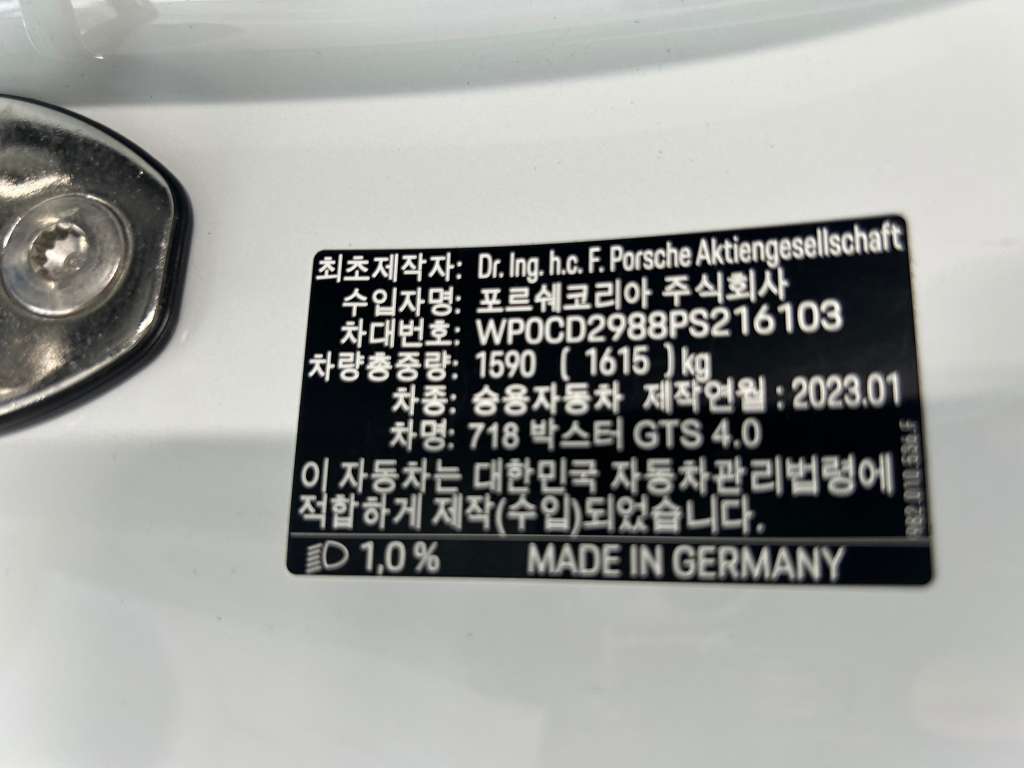 최초제작자: Dr. Ing. h.c. F. Porsche Aktiengesellschaft
수입자명: 포르쉐코리아 주식회사
차대번호: WP0CD2988PS216103
차량총중량: 1590 ( 1615 )kg
차종: 승용자동차 제작연월 : 2023.01
차명: 718 박스터 GTS 4.0
이 자동차는 대한민국 자동차관리법령에
적합하게 제작(수입)되었습니다.
1,0 % MADE IN GERMANY
982.010.636.F